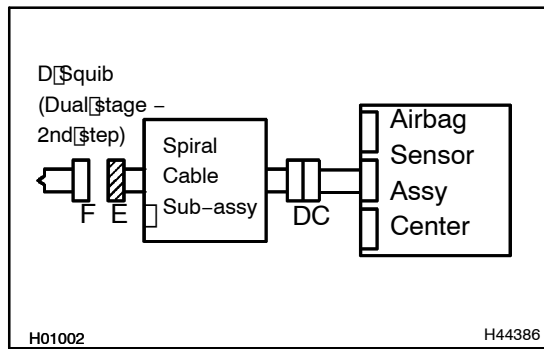 D Squib
(Dual stage –
2nd step)
Spiral
Cable
Sub–assy
F
E
DC
Airbag
Sensor
Assy
Center
H01002
H44386